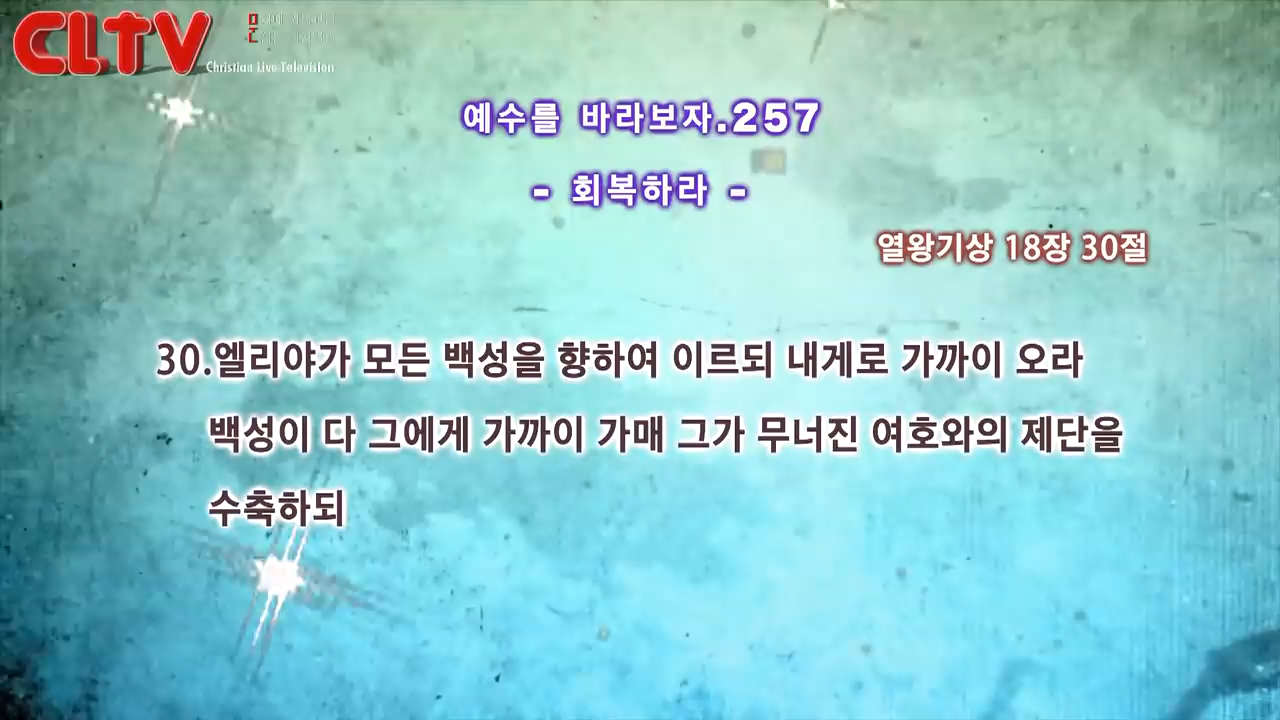 CLTV
Christian Live Television
예수를 바라보자.257
- 회복하라 -
열왕기상 18장 30절
30.엘리야가 모든 백성을 향하여 이르되 내게로 가까이 오라
백성이 다 그에게 가까이 가매 그가 무너진 여호와의 제단을
수축하되